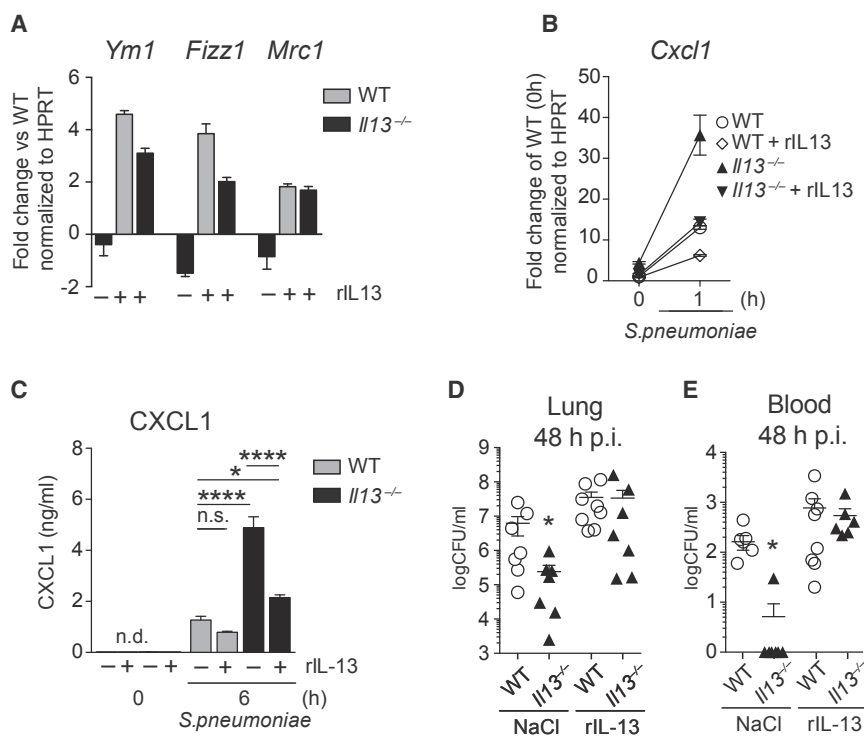 A
Ym1 Fizz1 Mrc1
Fold change vs WT
normalized to HPRT
6
4
2
0
-2
− + + − + + − + + rIL13
WT
Il13−/−
B
Cxcl1
Fold change of WT (0h)
normalized to HPRT
50
40
30
20
10
0
WT
WT + rIL13
Il13−/−
Il13−/− + rIL13
0 1 (h)
S.pneumoniae
C
CXCL1
CXCL1 (ng/ml)
8
6
4
2
0
WT
Il13−/−
****
*
****
n.s.
n.d.
− + − + − + − + rIL-13
0 6 (h)
S.pneumoniae
D
Lung
48 h p.i.
logCFU/ml
9
8
7
6
5
4
3
*
WT Il13-/- WT Il13-/-
NaCl rIL-13
E
Blood
48 h p.i.
logCFU/ml
4
3
2
1
0
*
WT Il13-/- WT Il13-/-
NaCl rIL-13